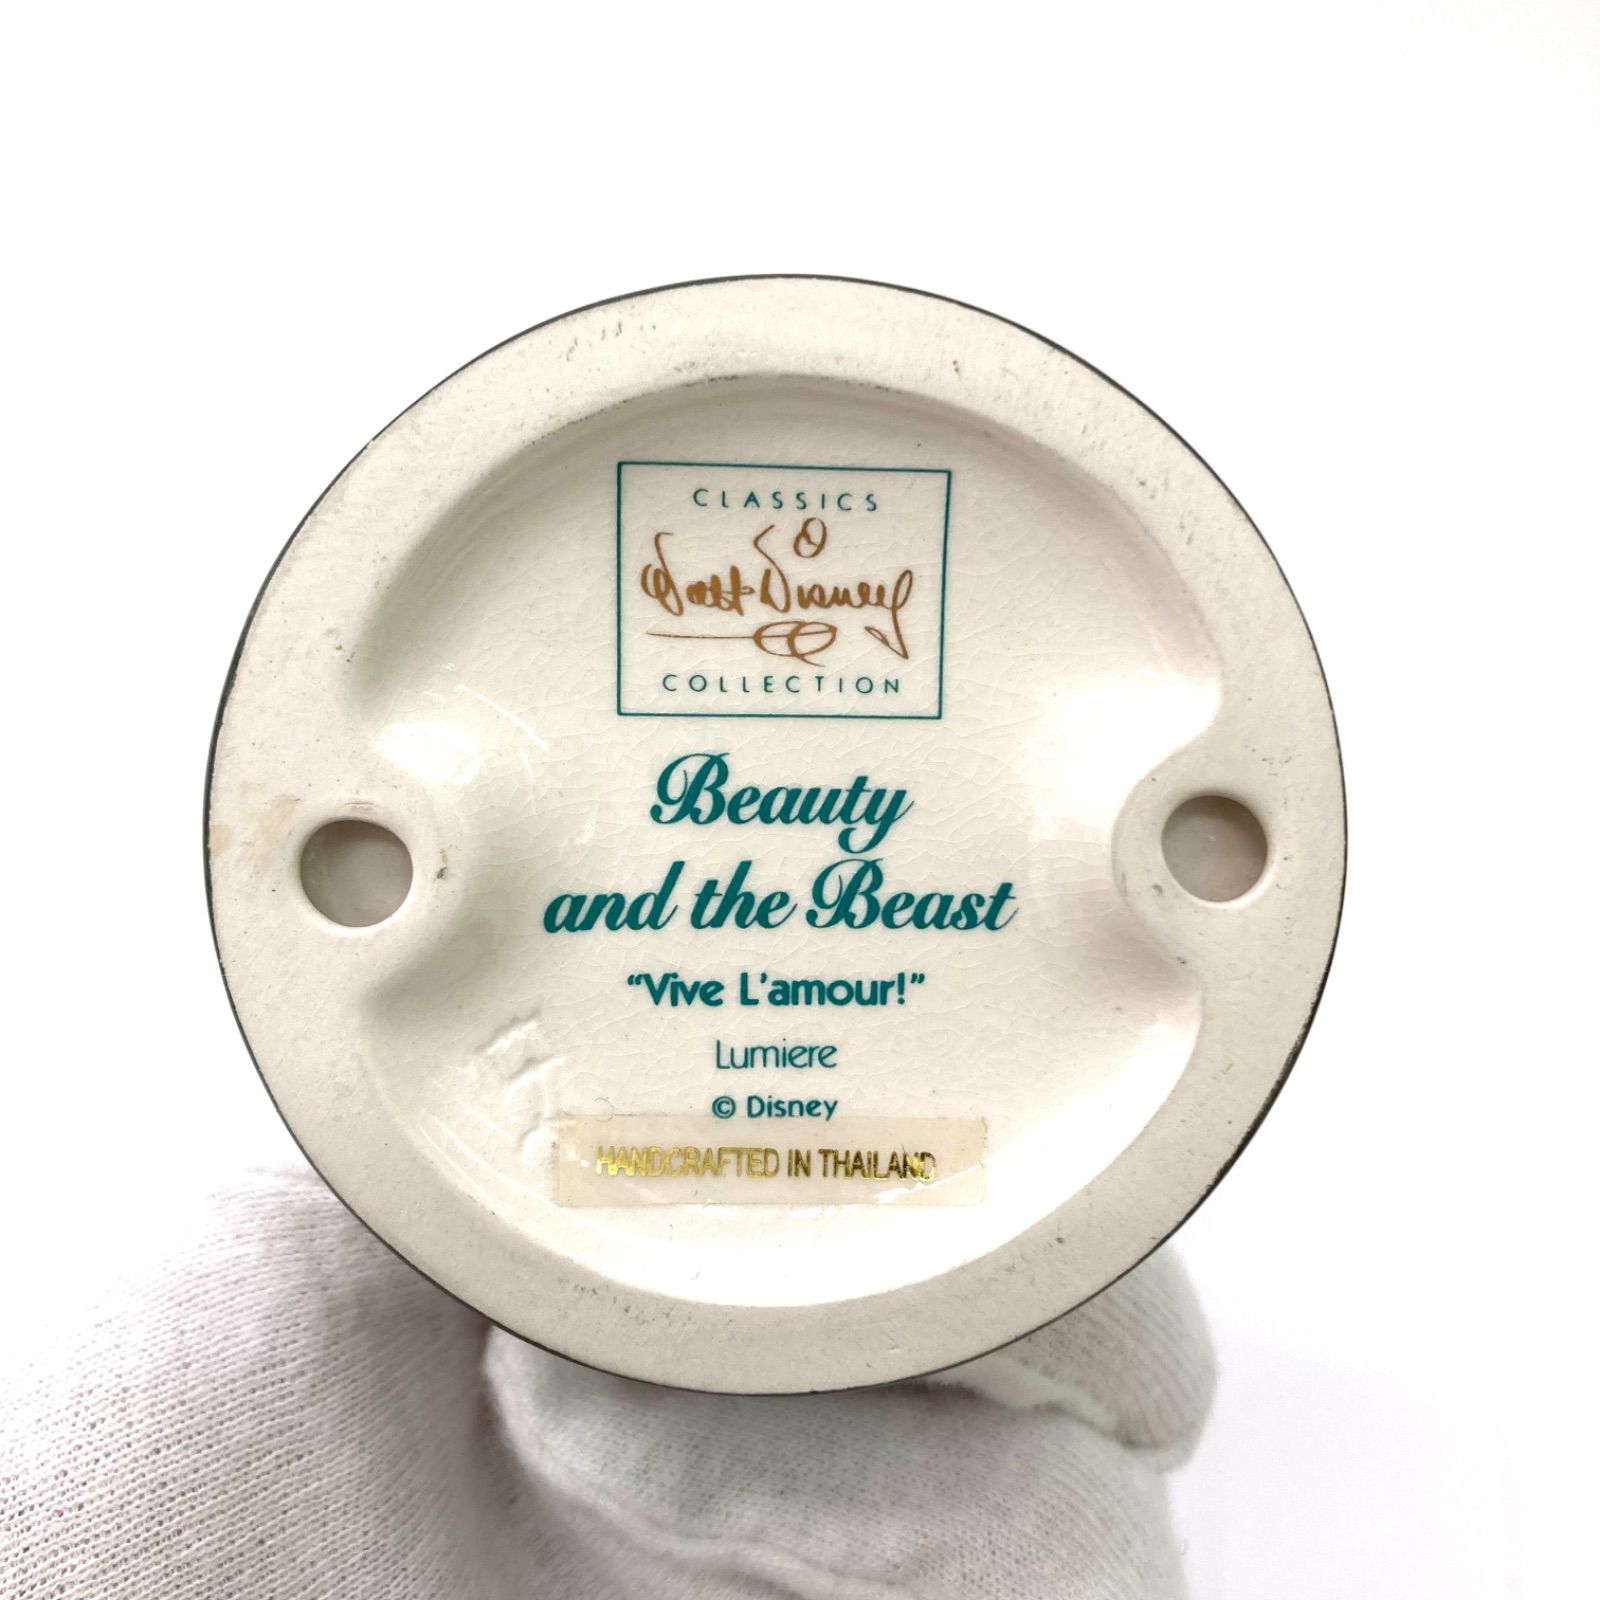 CLASSICS
Walt Disney
COLLECTION
Beauty
and the Beast
“Vive L’amour!”
Lumiere
© Disney
HANDCRAFTED IN THAILAND